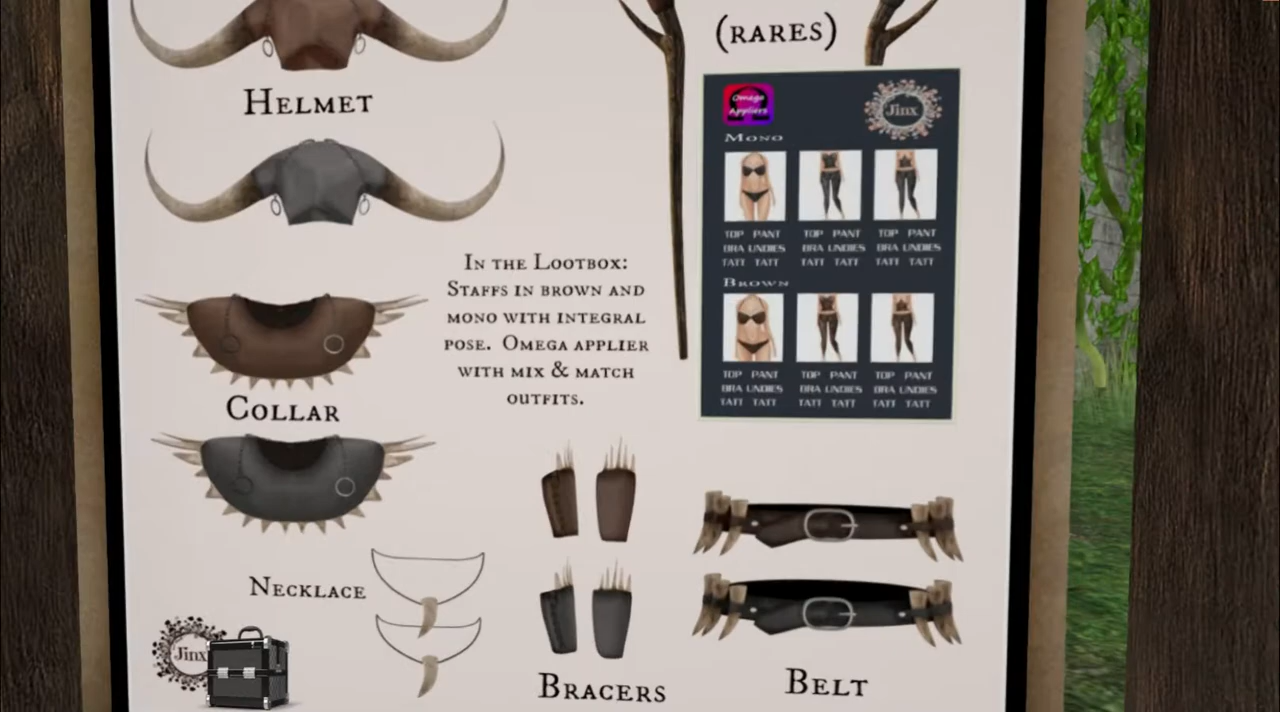 (RARES)
HELMET
Omega
Appliers
Jinx
MONO
TOP PANT TOP PANT TOP PANT
BRA UNDIES BRA UNDIES BRA UNDIES
TATT TATT TATT TATT TATT TATT
BROWN
TOP PANT TOP PANT TOP PANT
BRA UNDIES BRA UNDIES BRA UNDIES
TATT TATT TATT TATT TATT TATT
IN THE LOOTBOX:
STAFFS IN BROWN AND
MONO WITH INTEGRAL
POSE. OMEGA APPLIER
WITH MIX & MATCH
OUTFITS.
COLLAR
NECKLACE
Jinx
BRACERS
BELT